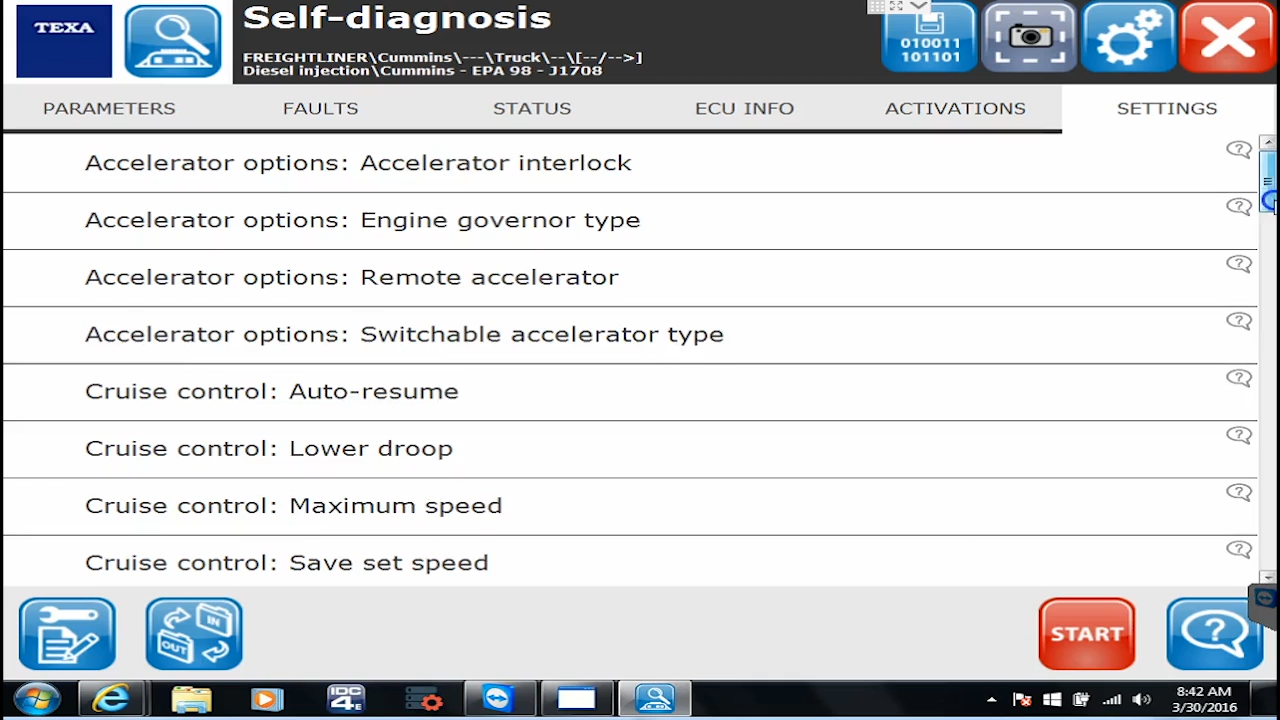 TEXA
Self-diagnosis
FREIGHTLINER\Cummins\---\Truck\--\[--/-->]
Diesel injection\Cummins - EPA 98 - J1708
010011
101101
PARAMETERS
FAULTS
STATUS
ECU INFO
ACTIVATIONS
SETTINGS
Accelerator options: Accelerator interlock
Accelerator options: Engine governor type
Accelerator options: Remote accelerator
Accelerator options: Switchable accelerator type
Cruise control: Auto-resume
Cruise control: Lower droop
Cruise control: Maximum speed
Cruise control: Save set speed
IN
OUT
START
IDC
4E
8:42 AM
3/30/2016